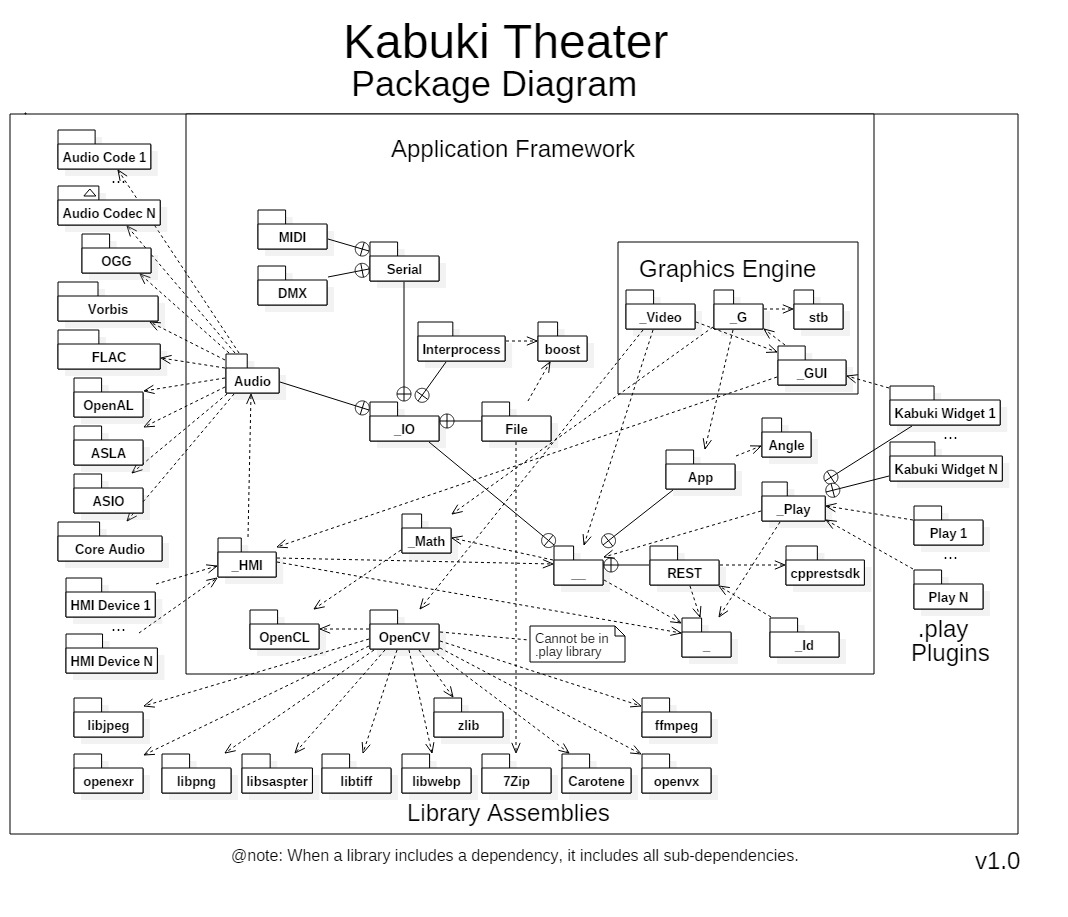 Kabuki Theater
Package Diagram
Application Framework
Audio Code 1
...
Audio Codec N
OGG
Vorbis
FLAC
OpenAL
ASLA
ASIO
Core Audio
HMI Device 1
...
HMI Device N
MIDI
DMX
Serial
Interprocess
boost
Audio
_IO
File
Graphics Engine
_Video
_G
stb
_GUI
Kabuki Widget 1
...
Kabuki Widget N
Angle
App
_Play
Play 1
...
Play N
.play
Plugins
_Math
_HMI
__
REST
cpprestsdk
OpenCL
OpenCV
Cannot be in
.play library
_
_Id
libjpeg
zlib
ffmpeg
openexr
libpng
libsaspter
libtiff
libwebp
7Zip
Carotene
openvx
Library Assemblies
@note: When a library includes a dependency, it includes all sub-dependencies.
v1.0